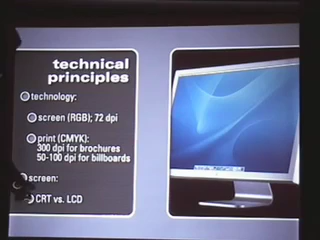 technical
principles
technology:
screen (RGB); 72 dpi
print (CMYK):
300 dpi for brochures
50-100 dpi for billboards
screen:
CRT vs. LCD